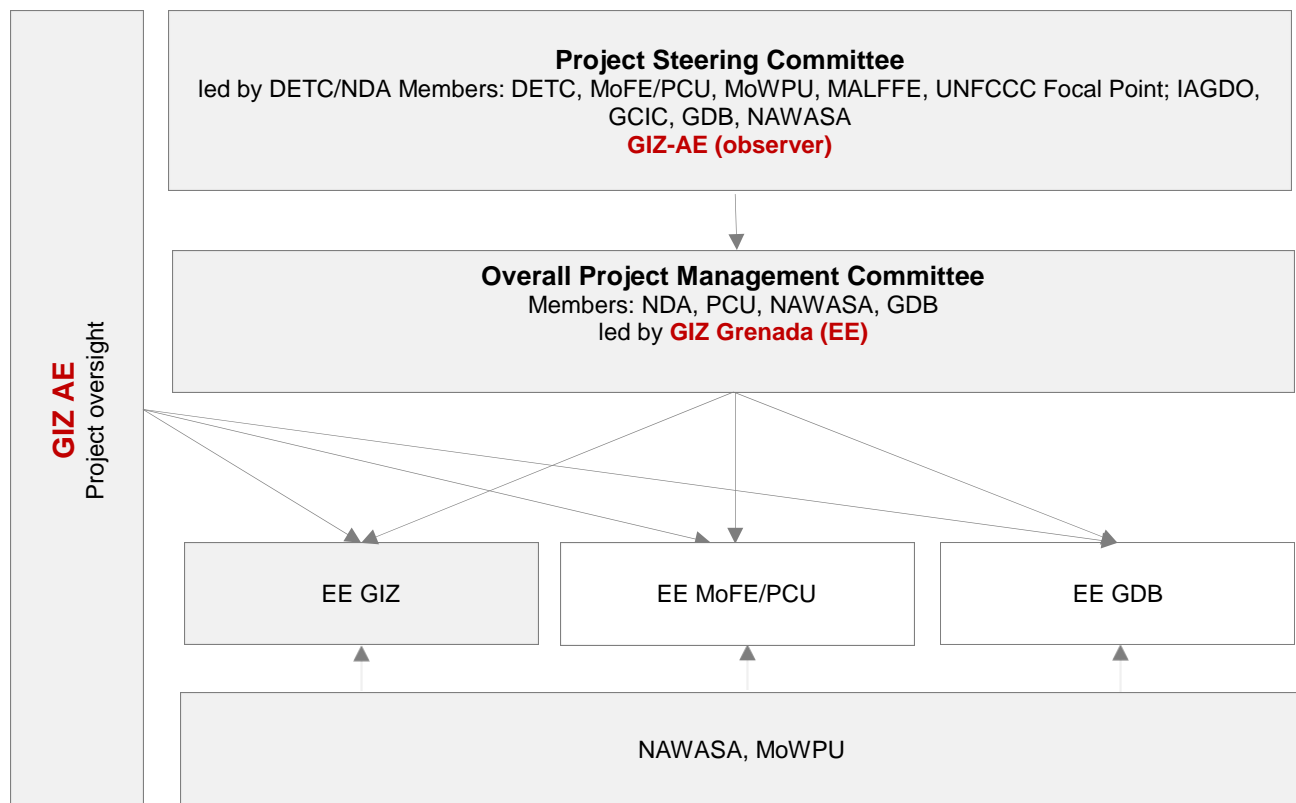 Project Steering Committee
led by DETC/NDA Members: DETC, MoFE/PCU, MoWPU, MALFFE, UNFCCC Focal Point; IAGDO,
GCIC, GDB, NAWASA
GIZ-AE (observer)
Overall Project Management Committee
Members: NDA, PCU, NAWASA, GDB
led by GIZ Grenada (EE)
GIZ AE
Project oversight
EE GIZ
EE MoFE/PCU
EE GDB
NAWASA, MoWPU